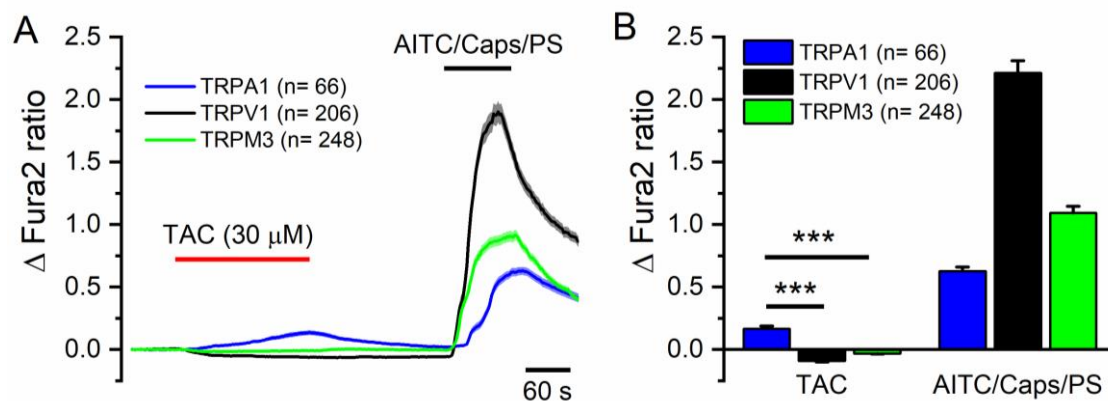 A
Δ Fura2 ratio
2.5
2.0
1.5
1.0
0.5
0.0
AITC/Caps/PS
TRPA1 (n= 66)
TRPV1 (n= 206)
TRPM3 (n= 248)
TAC (30 μM)
60 s
B
Δ Fura2 ratio
2.5
2.0
1.5
1.0
0.5
0.0
TRPA1 (n= 66)
TRPV1 (n= 206)
TRPM3 (n= 248)
***
***
TAC
AITC/Caps/PS